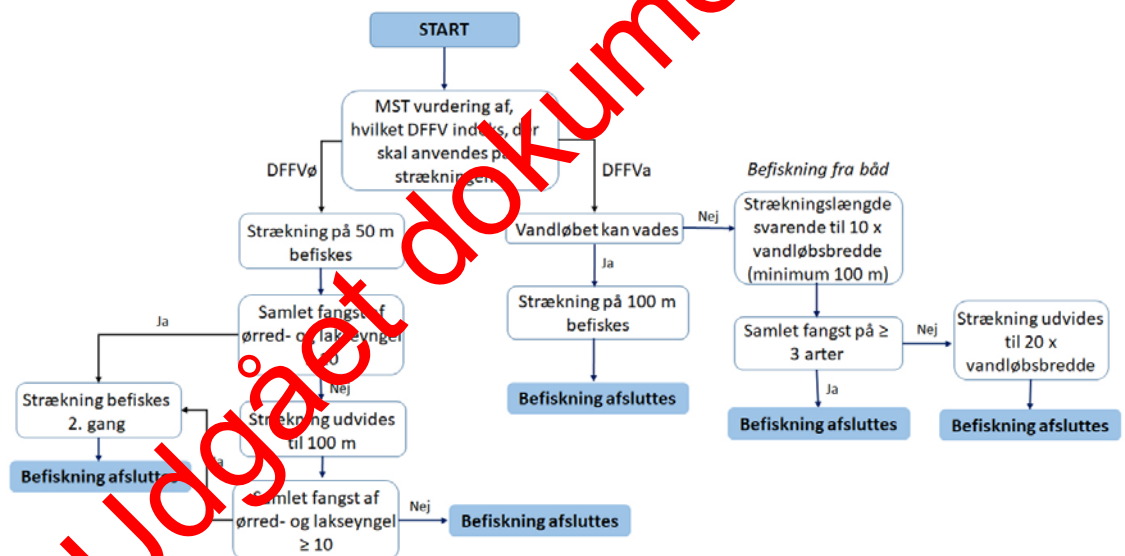 START
MST vurdering af,
hvilket DFFV indeks, der
skal anvendes på
strækningen
DFFVø
DFFVa
Strækning på 50 m
befiskes
Samlet fangst af
ørred- og lakseyngel
Ja
Nej
Strækning befiskes
2. gang
Befiskning afsluttes
Strækning udvides
til 100 m
Ja
Samlet fangst af
ørred- og lakseyngel
≥ 10
Nej
Befiskning afsluttes
Vandløbet kan vades
Nej
Ja
Strækning på 100 m
befiskes
Befiskning afsluttes
Befiskning fra båd
Strækningslængde
svarende til 10 x
vandløbsbredde
(minimum 100 m)
Samlet fangst på ≥
3 arter
Nej
Ja
Befiskning afsluttes
Strækning udvides
til 20 x
vandløbsbredde
Befiskning afsluttes
Udgået dokume